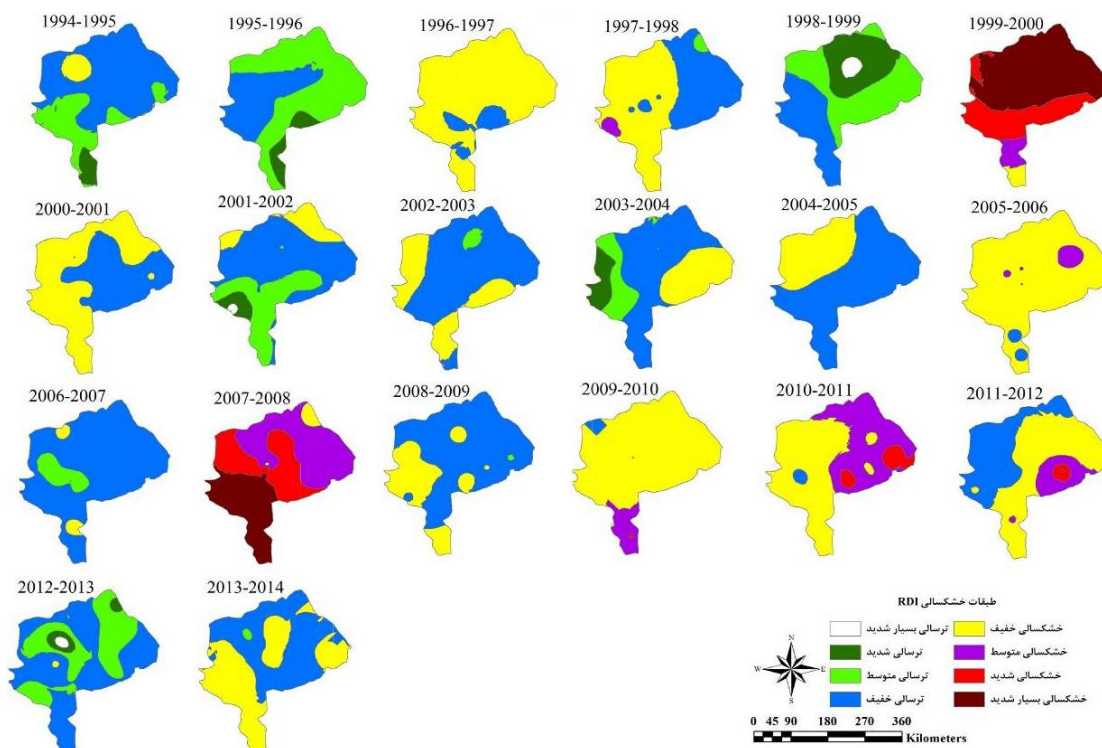 1994-1995
1995-1996
1996-1997
1997-1998
1998-1999
1999-2000
2000-2001
2001-2002
2002-2003
2003-2004
2004-2005
2005-2006
2006-2007
2007-2008
2008-2009
2009-2010
2010-2011
2011-2012
2012-2013
2013-2014
طبقات خشکسالی RDI
ترسالی بسیار شدید
خشکسالی خفیف
ترسالی شدید
خشکسالی متوسط
ترسالی متوسط
خشکسالی شدید
ترسالی خفیف
خشکسالی بسیار شدید
N
W
E
S
0 45 90 180 270 360
Kilometers